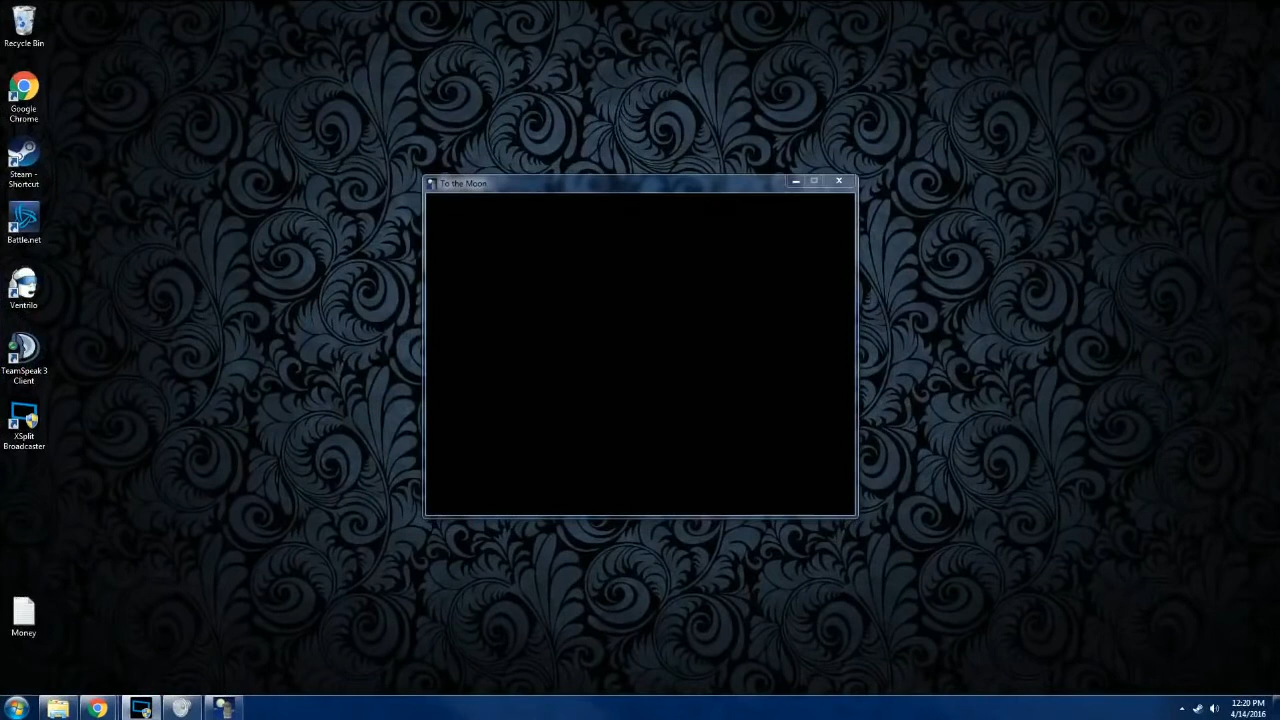 Recycle Bin
Google
Chrome
Steam -
Shortcut
Battle.net
Ventrilo
TeamSpeak 3
Client
XSplit
Broadcaster
Money
To the Moon
12:20 PM
4/14/2016